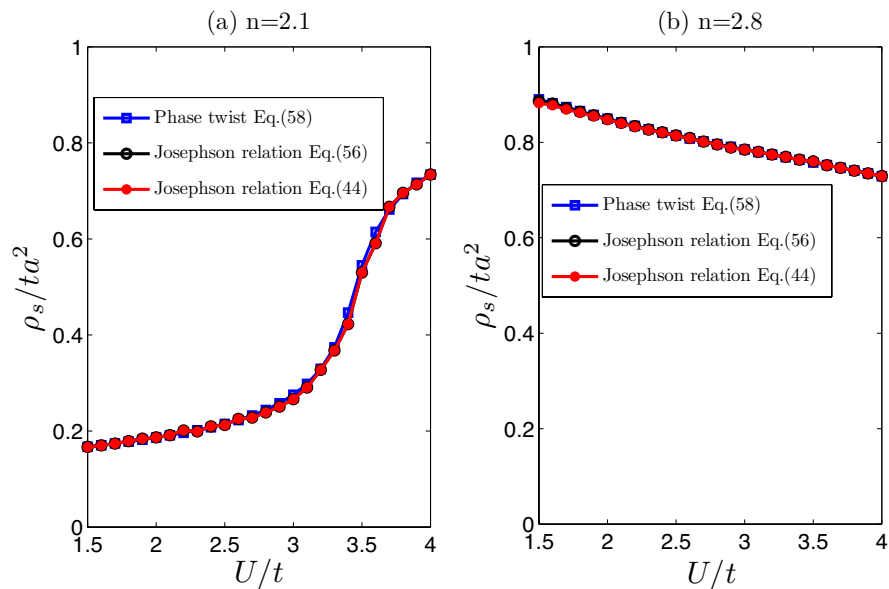 (a) n=2.1
1
0.8
0.6
0.4
0.2
0
ρ_s/ta²
Phase twist Eq.(58)
Josephson relation Eq.(56)
Josephson relation Eq.(44)
1.5 2 2.5 3 3.5 4
U/t
(b) n=2.8
1
0.8
0.6
0.4
0.2
0
ρ_s/ta²
Phase twist Eq.(58)
Josephson relation Eq.(56)
Josephson relation Eq.(44)
1.5 2 2.5 3 3.5 4
U/t